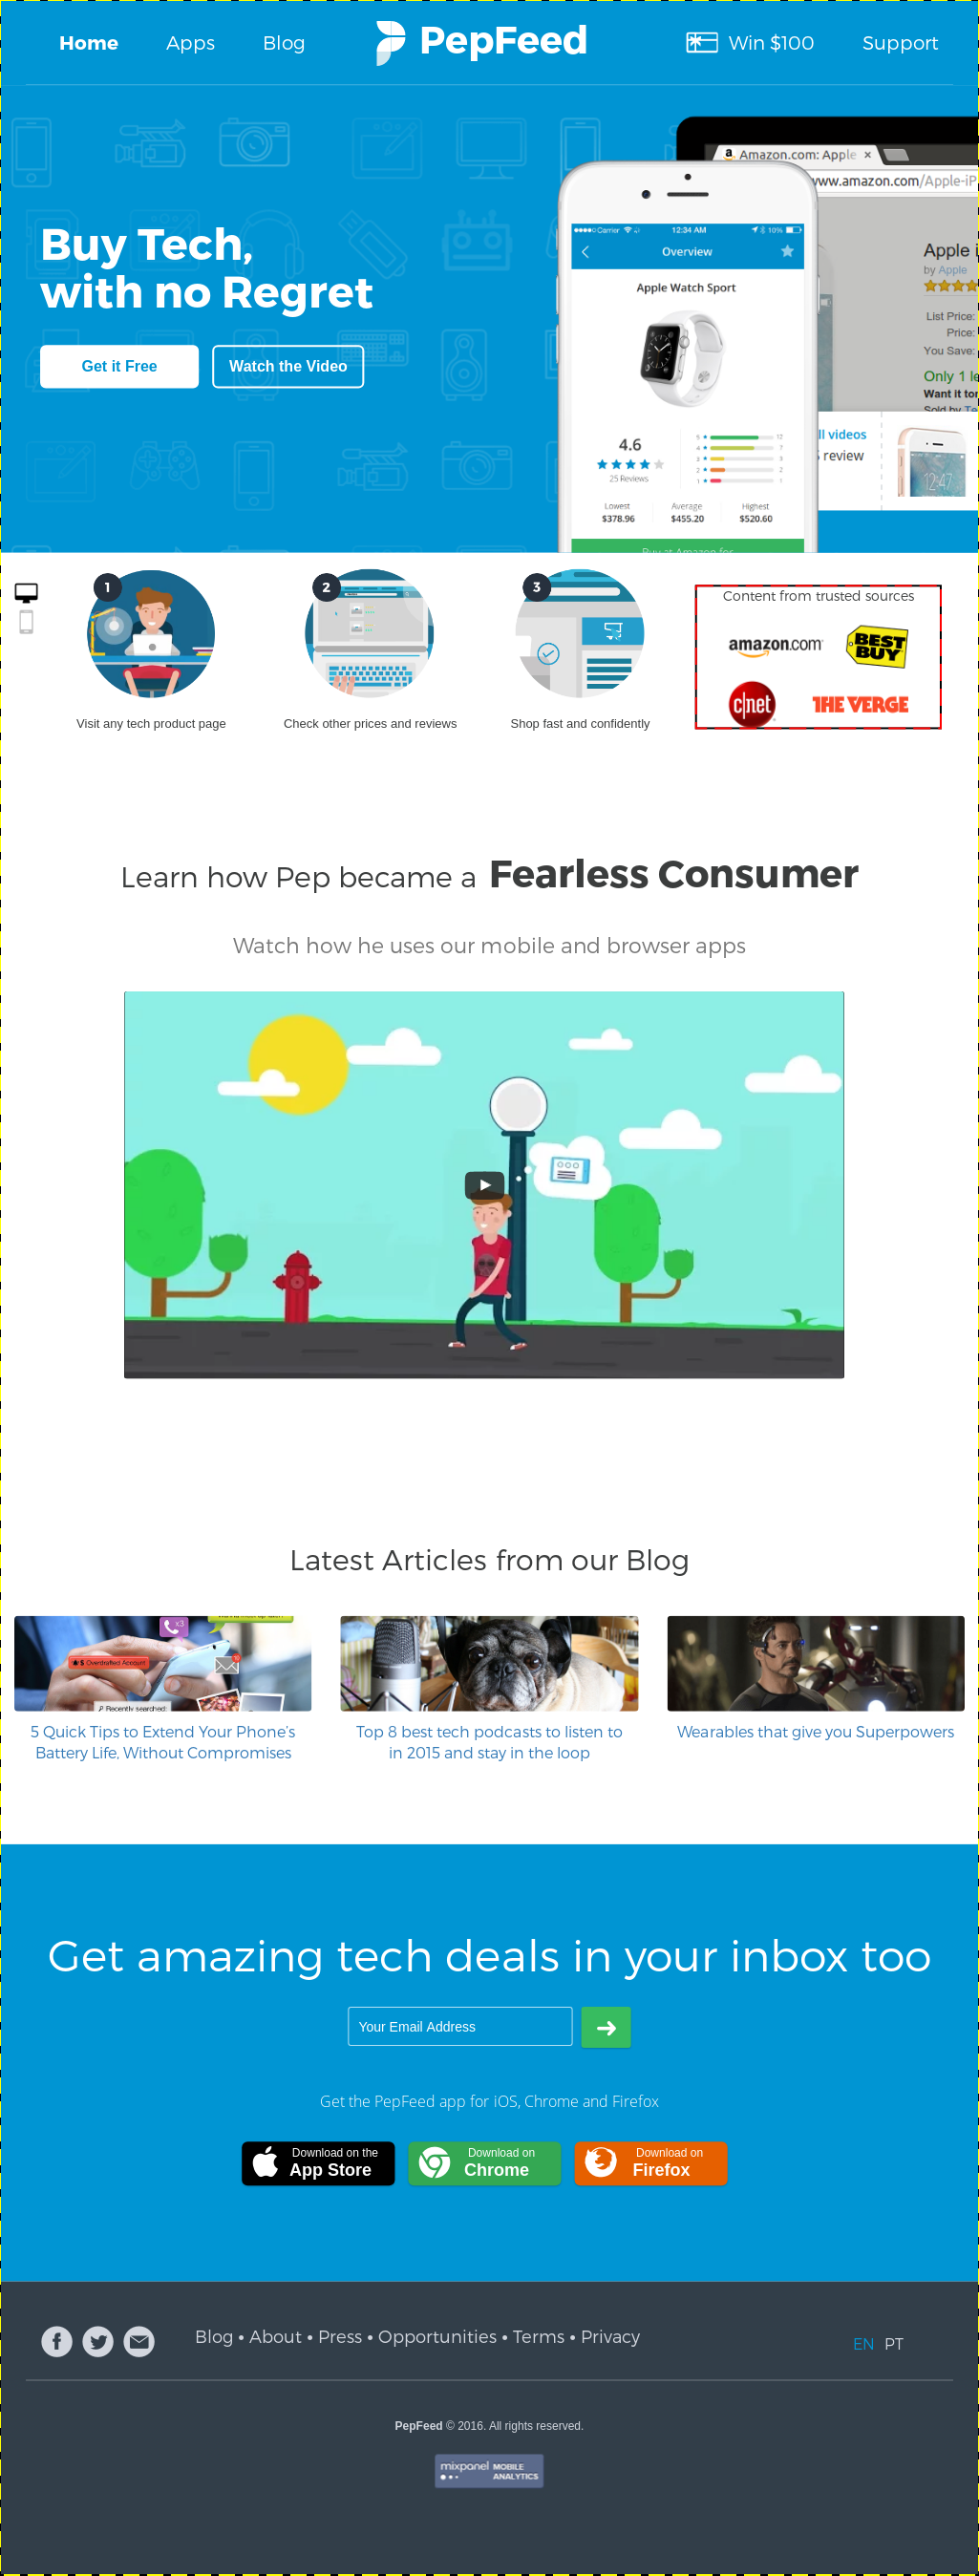 Home
Apps
Blog
PepFeed
Win $100
Support
Buy Tech,
with no Regret
Get it Free
Watch the Video
Amazon.com: Apple
www.amazon.com/Apple-iP
Carrier
12:34 AM
10%
Overview
Apple Watch Sport
4.6
25 Reviews
5 12
4 7
3
2
1
Lowest
Average
Highest
$378.96
$455.20
$520.60
Buy at Amazon for
Apple i
by Apple
List Price:
Price:
You Save:
Only 1 le
Want it to
Sold by Te
ll videos
review
12:47
1
Visit any tech product page
2
Check other prices and reviews
3
Shop fast and confidently
Content from trusted sources
amazon.com
BEST
BUY
c|net
THE VERGE
Learn how Pep became a Fearless Consumer
Watch how he uses our mobile and browser apps
Latest Articles from our Blog
x3
Overdrafted Account
Recently searched:
5 Quick Tips to Extend Your Phone's
Battery Life, Without Compromises
Top 8 best tech podcasts to listen to
in 2015 and stay in the loop
Wearables that give you Superpowers
Get amazing tech deals in your inbox too
Your Email Address
Get the PepFeed app for iOS, Chrome and Firefox
Download on the
App Store
Download on
Chrome
Download on
Firefox
Blog • About • Press • Opportunities • Terms • Privacy
EN PT
PepFeed © 2016. All rights reserved.
mixpanel MOBILE
ANALYTICS